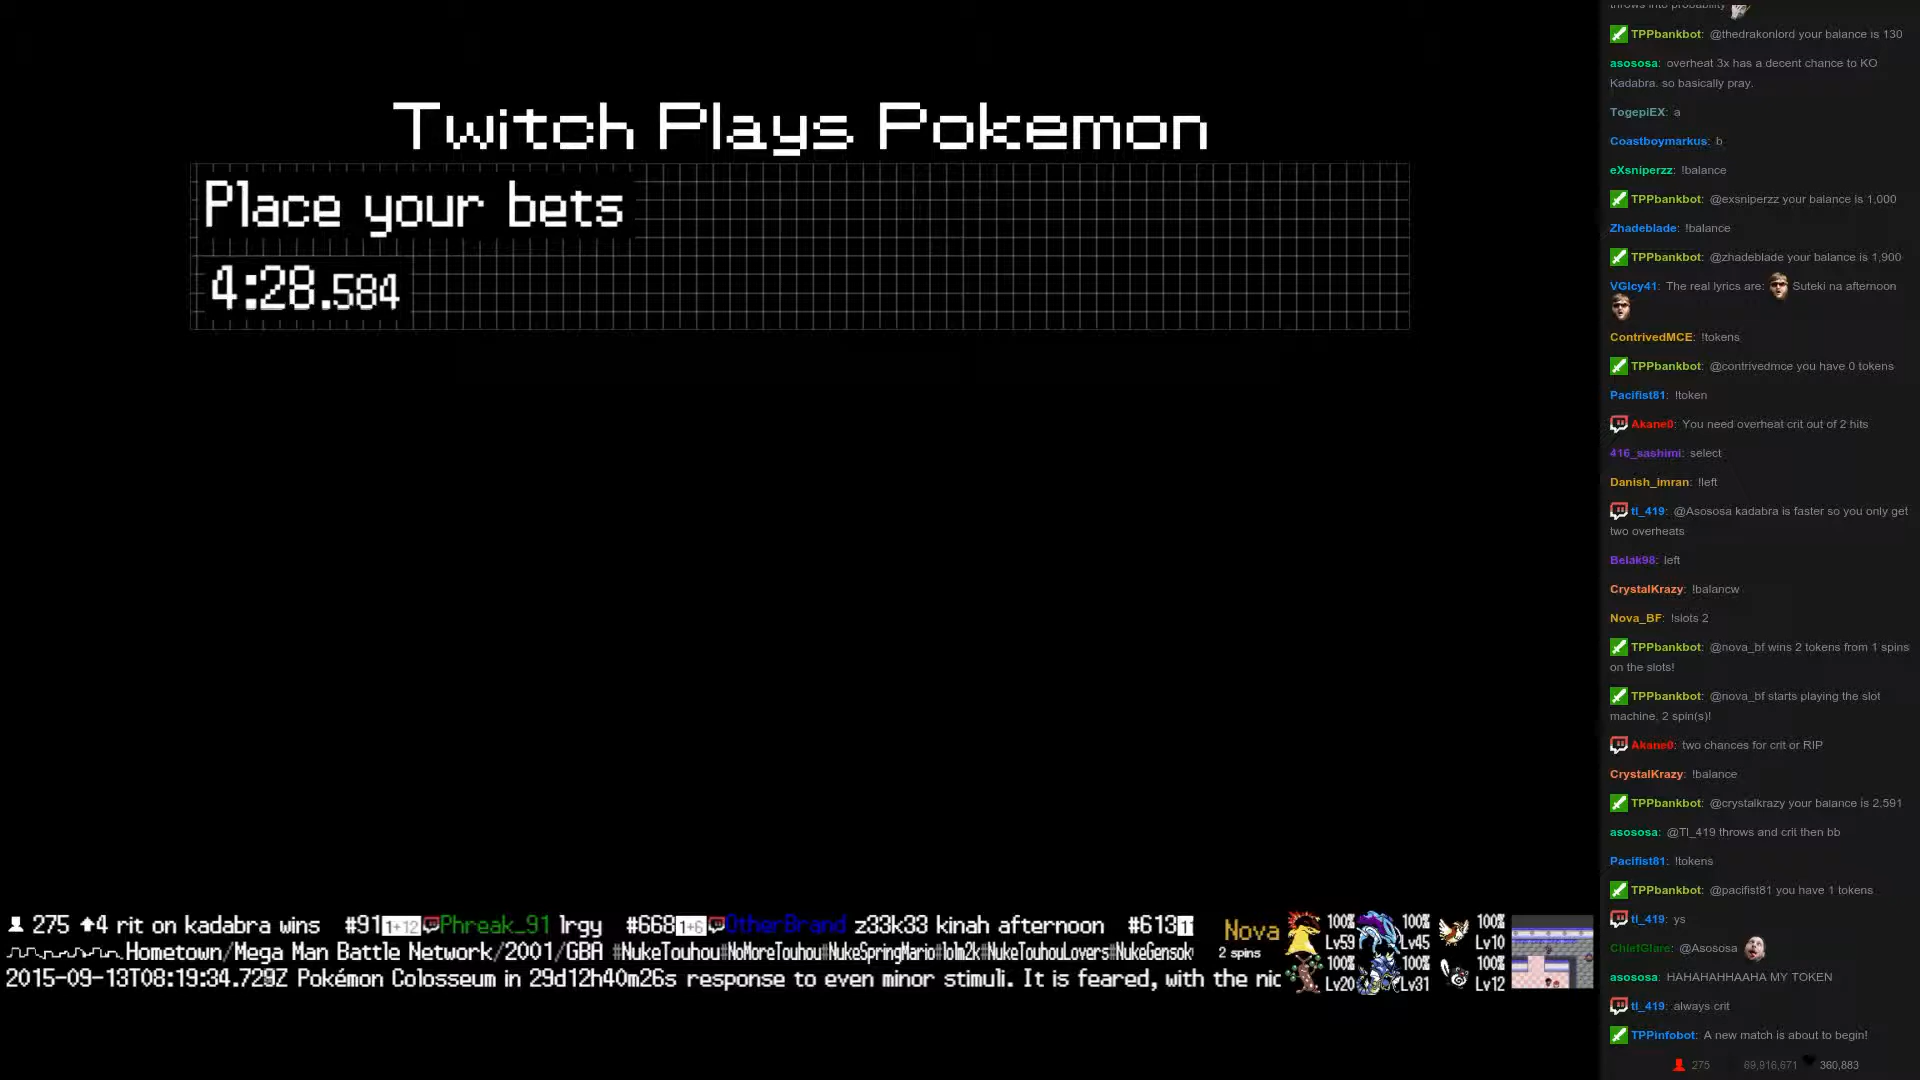 Twitch Plays Pokemon
Place your bets
4:28.584
275 4 rit on kadabra wins #91 1+12 Phreak_91 lrgy #668 1+6 OtherBrand z33k33 kinah afternoon #613 1
Hometown/Mega Man Battle Network/2001/GBA #NukeTouhou#NoMoreTouhou#NukeSpringMario#lolm2k#NukeTouhouLovers#NukeGensok
2015-09-13T08:19:34.729Z Pokémon Colosseum in 29d12h40m26s response to even minor stimuli. It is feared, with the nic
Nova
2 spins
100% 100% 100%
Lv59 Lv45 Lv10
100% 100% 100%
Lv20 Lv31 Lv12
throws into probability
TPPbankbot: @thedrakonlord your balance is 130
asososa: overheat 3x has a decent chance to KO
Kadabra. so basically pray.
TogepiEX: a
Coastboymarkus: b
eXsniperzz: !balance
TPPbankbot: @exsniperzz your balance is 1,000
Zhadeblade: !balance
TPPbankbot: @zhadeblade your balance is 1,900
VGIcy41: The real lyrics are: Suteki na afternoon
ContrivedMCE: !tokens
TPPbankbot: @contrivedmce you have 0 tokens
Pacifist81: !token
Akane0: You need overheat crit out of 2 hits
416_sashimi: select
Danish_imran: !left
tl_419: @Asososa kadabra is faster so you only get
two overheats
Belak98: left
CrystalKrazy: !balancw
Nova_BF: !slots 2
TPPbankbot: @nova_bf wins 2 tokens from 1 spins
on the slots!
TPPbankbot: @nova_bf starts playing the slot
machine, 2 spin(s)!
Akane0: two chances for crit or RIP
CrystalKrazy: !balance
TPPbankbot: @crystalkrazy your balance is 2,591
asososa: @Tl_419 throws and crit then bb
Pacifist81: !tokens
TPPbankbot: @pacifist81 you have 1 tokens
tl_419: ys
ChiefGlare: @Asososa
asososa: HAHAHAHHAAHA MY TOKEN
tl_419: always crit
TPPinfobot: A new match is about to begin!
275 69,916,671 360,883